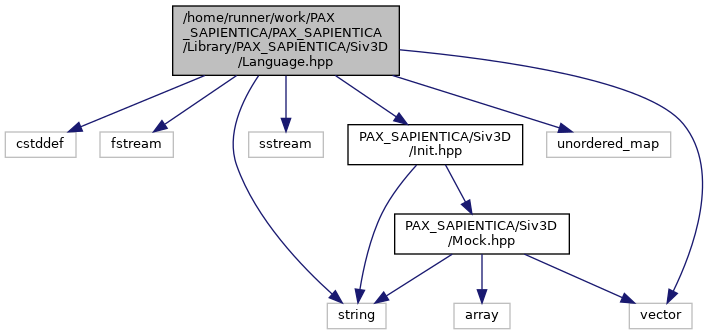 /home/runner/work/PAX
_SAPIENTICA/PAX_SAPIENTICA
/Library/PAX_SAPIENTICA/Siv3D
/Language.hpp
cstddef
fstream
sstream
PAX_SAPIENTICA/Siv3D
/Init.hpp
unordered_map
PAX_SAPIENTICA/Siv3D
/Mock.hpp
string
array
vector